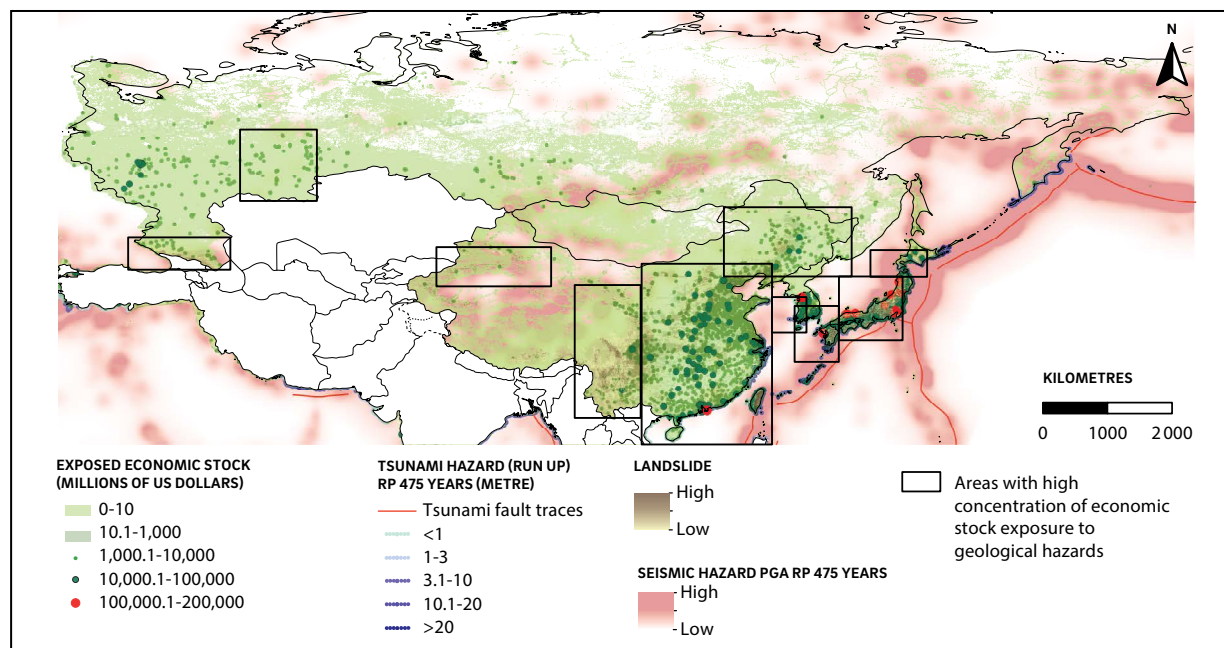 N
KILOMETRES
0 1000 2 000
EXPOSED ECONOMIC STOCK
(MILLIONS OF US DOLLARS)
0-10
10.1-1,000
1,000.1-10,000
10,000.1-100,000
100,000.1-200,000
TSUNAMI HAZARD (RUN UP)
RP 475 YEARS (METRE)
Tsunami fault traces
<1
1-3
3.1-10
10.1-20
>20
LANDSLIDE
High
Low
SEISMIC HAZARD PGA RP 475 YEARS
High
Low
Areas with high
concentration of economic
stock exposure to
geological hazards